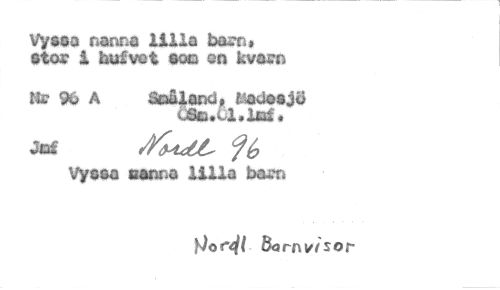 Vyssa nanna lilla barn,
stor i hufvet som en kvarn
Nr 96 A Småland, Madesjö
ÖSm.Öl.lmf.
Jmf Nordl 96
Vyssa nanna lilla barn
Nordl. Barnvisor